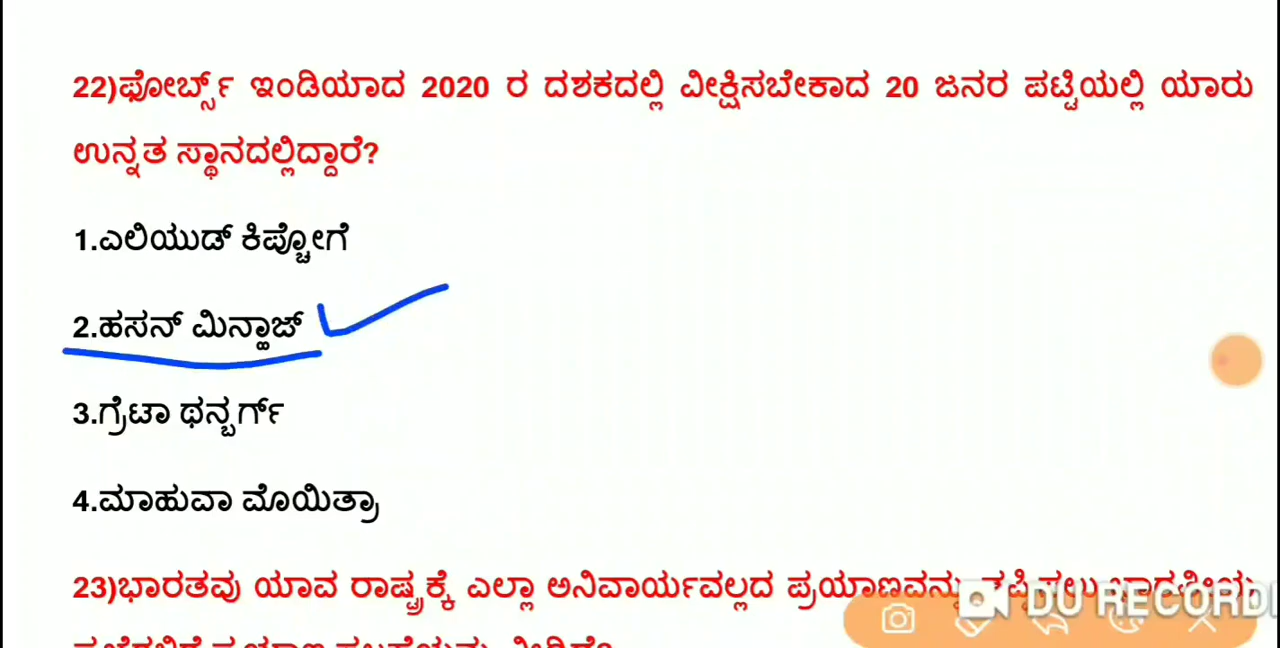 22)ಫೋರ್ಬ್ಸ್ ಇಂಡಿಯಾದ 2020 ರ ದಶಕದಲ್ಲಿ ವೀಕ್ಷಿಸಬೇಕಾದ 20 ಜನರ ಪಟ್ಟಿಯಲ್ಲಿ ಯಾರು
ಉನ್ನತ ಸ್ಥಾನದಲ್ಲಿದ್ದಾರೆ?
1.ಎಲಿಯುಡ್ ಕಿಪ್ಚೋಗೆ
2.ಹಸನ್ ಮಿನ್ಹಾಜ್
3.ಗ್ರೆಟಾ ಥನ್ಬರ್ಗ್
4.ಮಾಹುವಾ ಮೊಯಿತ್ರಾ
23)ಭಾರತವು ಯಾವ ರಾಷ್ಟ್ರಕ್ಕೆ ಎಲ್ಲಾ ಅನಿವಾರ್ಯವಲ್ಲದ ಪ್ರಯಾಣವನ್ನು
DU RECORD